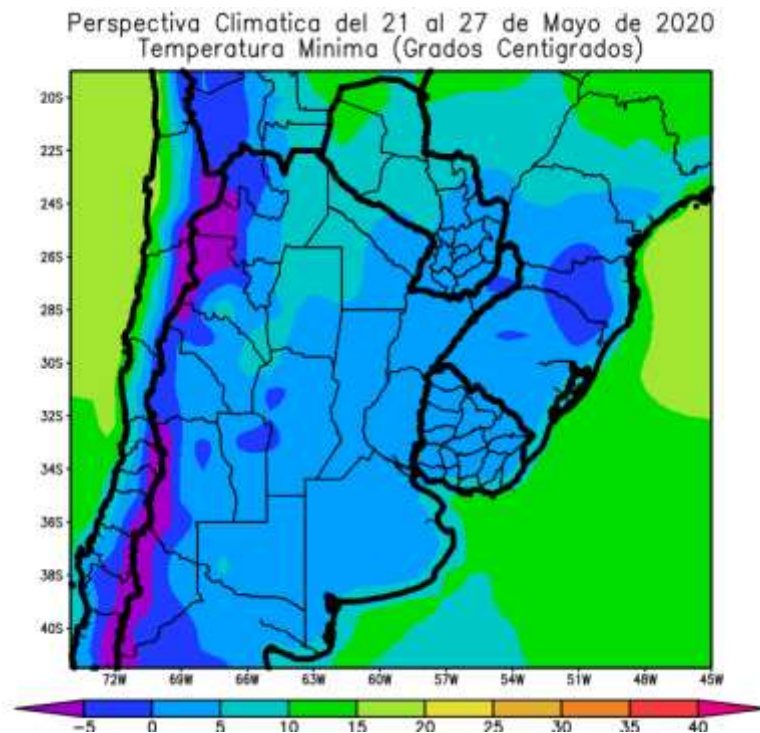 Perspectiva Climatica del 21 al 27 de Mayo de 2020
Temperatura Minima (Grados Centigrados)
20S
22S
24S
26S
28S
30S
32S
34S
36S
38S
40S
72W 69W 66W 63W 60W 57W 54W 51W 48W 45W
-5 0 5 10 15 20 25 30 35 40